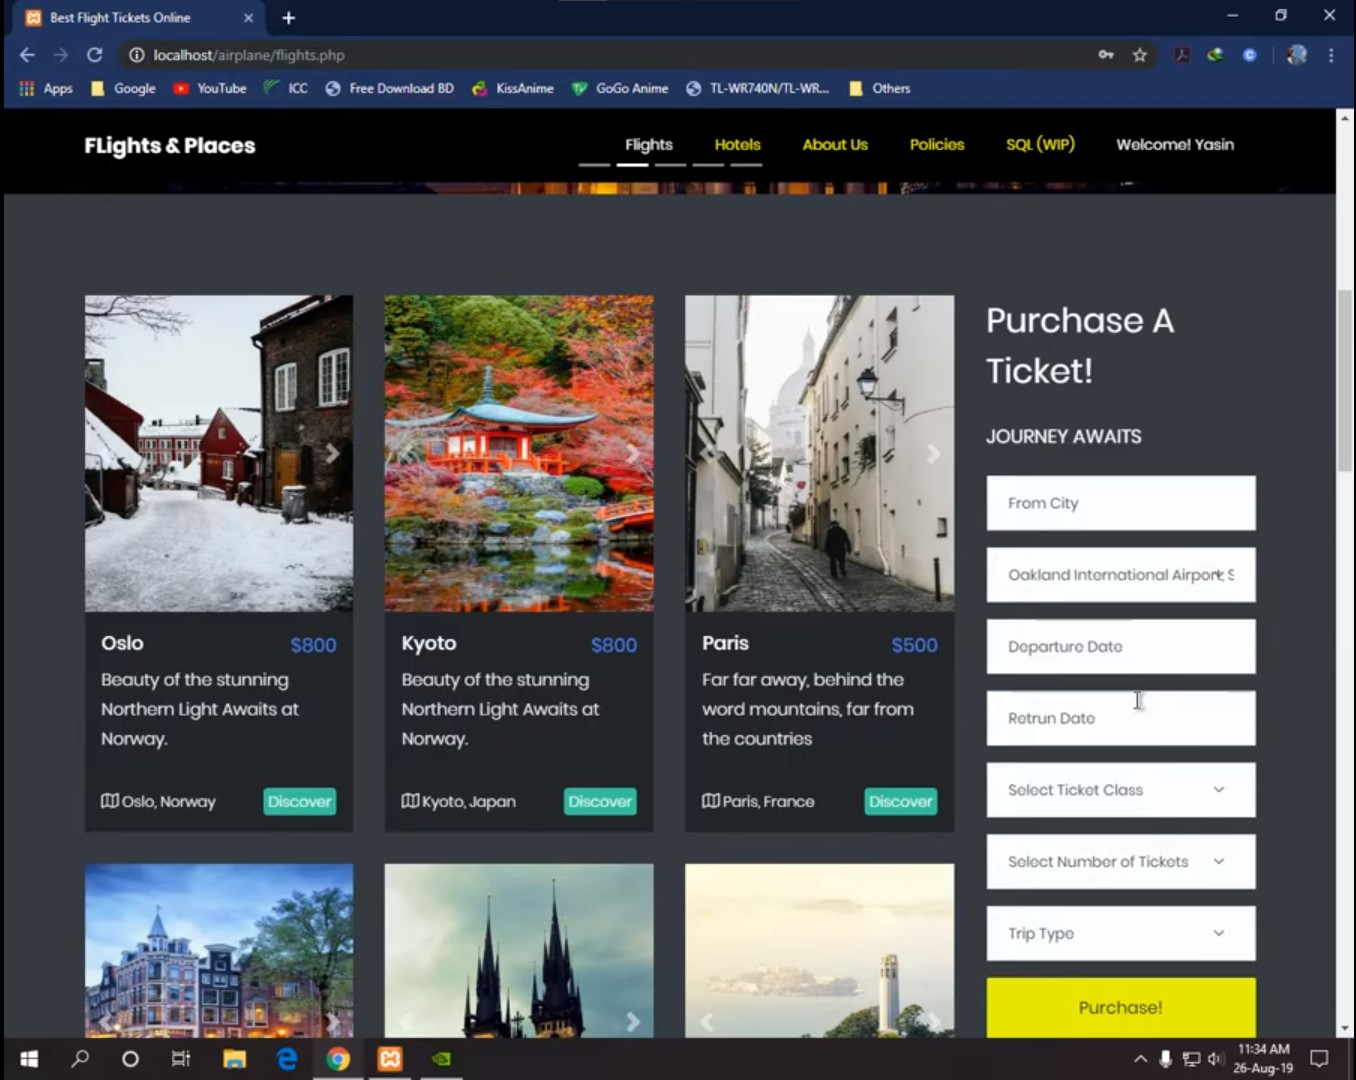 Best Flight Tickets Online
localhost/airplane/flights.php
Apps Google YouTube ICC Free Download BD KissAnime GoGo Anime TL-WR740N/TL-WR... Others
FLights & Places
Flights Hotels About Us Policies SQL (WIP) Welcome! Yasin
Oslo $800
Beauty of the stunning
Northern Light Awaits at
Norway.
Oslo, Norway Discover
Kyoto $800
Beauty of the stunning
Northern Light Awaits at
Norway.
Kyoto, Japan Discover
Paris $500
Far far away, behind the
word mountains, far from
the countries
Paris, France Discover
Purchase A
Ticket!
JOURNEY AWAITS
From City
Oakland International Airport, S
Departure Date
Retrun Date
Select Ticket Class
Select Number of Tickets
Trip Type
Purchase!
11:34 AM
26-Aug-19